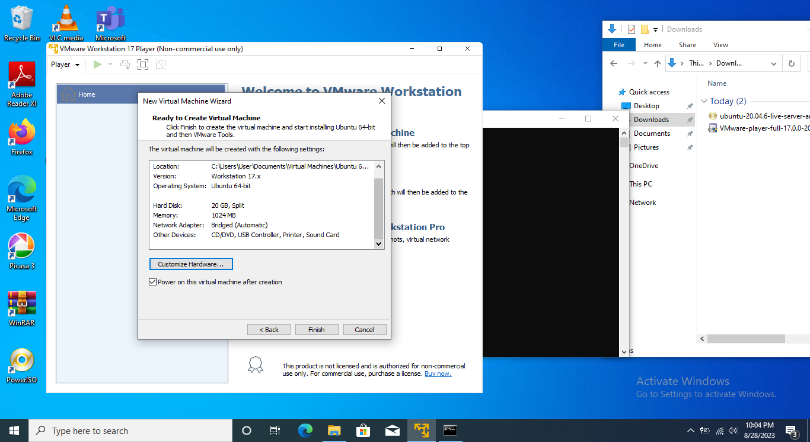 Recycle Bin
VLC media
Microsoft
Adobe
Reader XI
Firefox
Microsoft
Edge
Picasa 3
WinRAR
Power ISO
VMware Workstation 17 Player (Non-commercial use only)
Player
Home
Welcome to VMware Workstation
will then be added to the top
will then be added to the
kstation Pro
hots, virtual network
This product is not licensed and is authorized for non-commercial
use only. For commercial use, purchase a license. Buy now.
New Virtual Machine Wizard
Ready to Create Virtual Machine
Click Finish to create the virtual machine and start installing Ubuntu 64-bit
and then VMware Tools.
The virtual machine will be created with the following settings:
Location: C:\Users\User\Documents\Virtual Machines\Ubuntu 6...
Version: Workstation 17.x
Operating System: Ubuntu 64-bit
Hard Disk: 20 GB, Split
Memory: 1024 MB
Network Adapter: Bridged (Automatic)
Other Devices: CD/DVD, USB Controller, Printer, Sound Card
Customize Hardware...
Power on this virtual machine after creation
< Back
Finish
Cancel
Downloads
File Home Share View
Thi... Downl...
Name
Quick access
Desktop
Downloads
Documents
Pictures
OneDrive
This PC
Network
Today (2)
ubuntu-20.04.6-live-server-a
VMware-player-full-17.0.0-20
Activate Windows
Go to Settings to activate Windows.
Type here to search
10:04 PM
8/28/2023
3